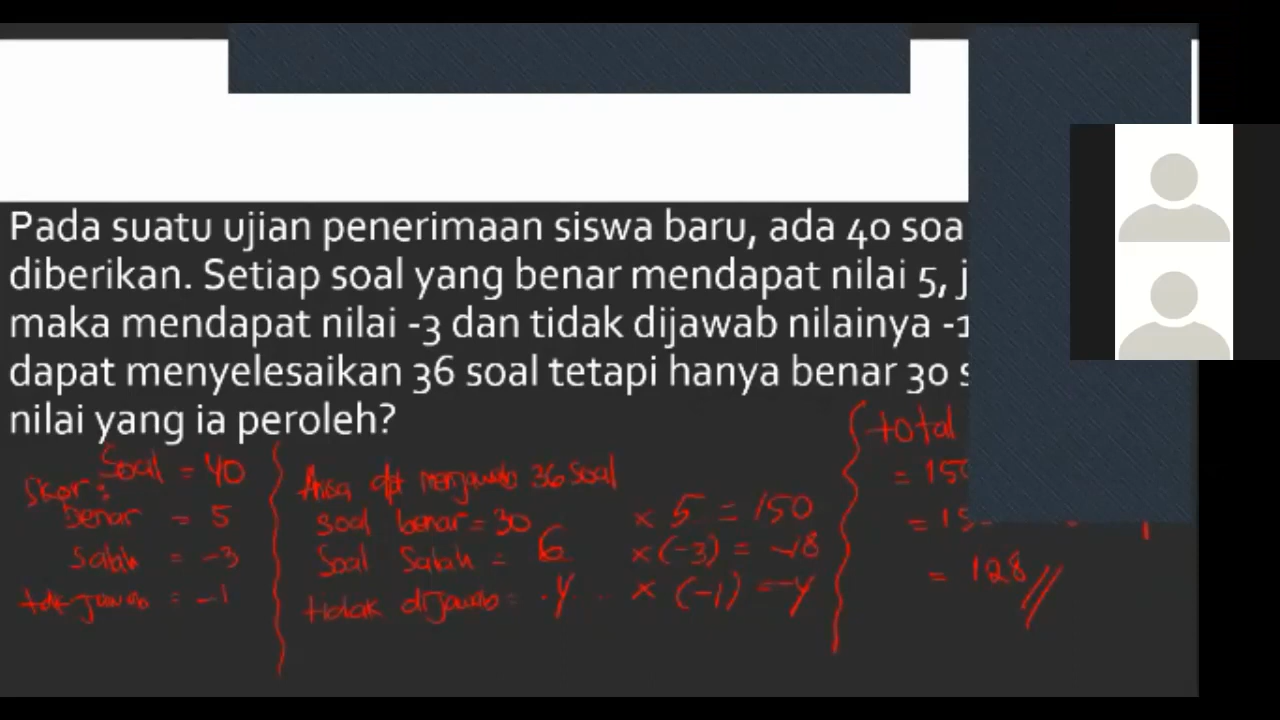 Pada suatu ujian penerimaan siswa baru, ada 40 soa
diberikan. Setiap soal yang benar mendapat nilai 5, j
maka mendapat nilai -3 dan tidak dijawab nilainya -1
dapat menyelesaikan 36 soal tetapi hanya benar 30 s
nilai yang ia peroleh?
Skor:
Soal = 40
benar = 5
salah = -3
tdk jawab = -1
Anisa dpt menjawab 36 soal
soal benar = 30 x 5 = 150
Soal Salah = 6 x (-3) = -18
tidak dijawab = 4 x (-1) = -4
total
= 150
= 128